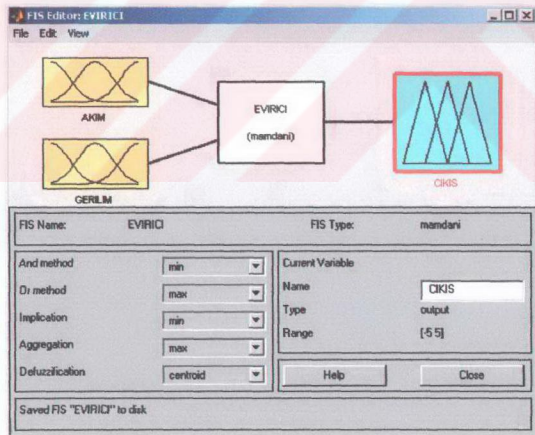 FIS Editor: EVIRICI
File Edit View
AKIM
GERILIM
EVIRICI
(mamdani)
CIKIS
FIS Name: EVIRICI FIS Type: mamdani
And method min
Or method max
Implication min
Aggregation max
Defuzzification centroid
Current Variable
Name CIKIS
Type output
Range [-5 5]
Help Close
Saved FIS "EVIRICI" to disk